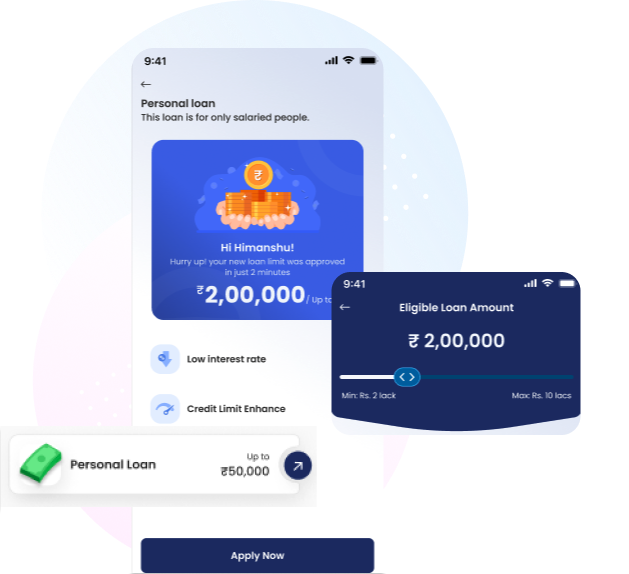 9:41
Personal loan
This loan is for only salaried people.
₹
Hi Himanshu!
Hurry up! your new loan limit was approved
in just 2 minutes
₹2,00,000/ Up to
Low interest rate
Credit Limit Enhance
9:41
Eligible Loan Amount
₹ 2,00,000
Min: Rs. 2 lack
Max: Rs. 10 lacs
Personal Loan
Up to
₹50,000
Apply Now